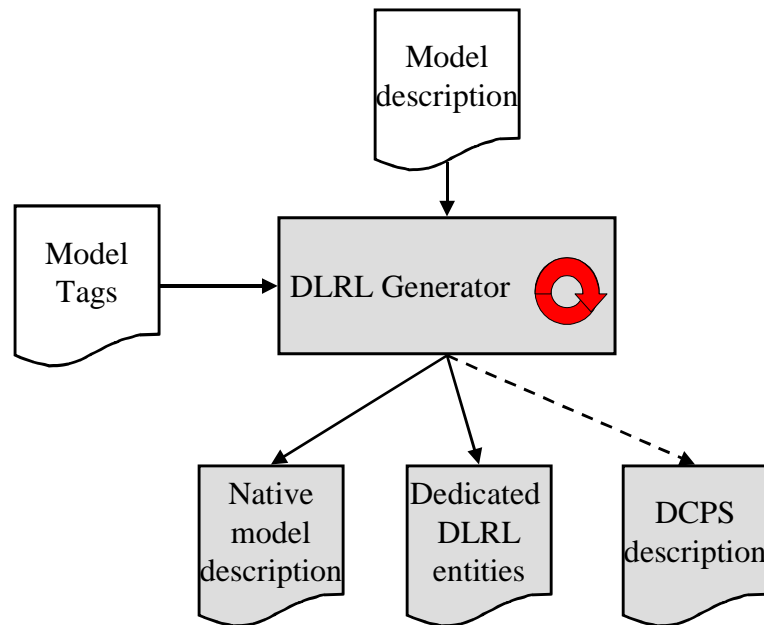 Model
description
Model
Tags
DLRL Generator
Native
model
description
Dedicated
DLRL
entities
DCPS
description